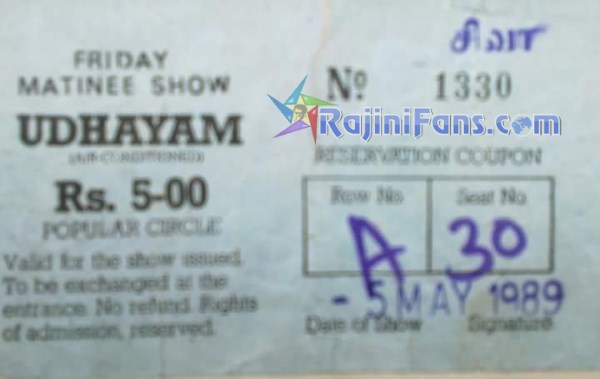 FRIDAY
MATINEE SHOW
UDHAYAM
(AIR-CONDITIONED)
Rs. 5-00
POPULAR CIRCLE
Valid for the show issued.
To be exchanged at the
entrance. No refund. Rights
of admission, reserved.
சிவா
No 1330
RajiniFans.com
RESERVATION COUPON
Row No Seat No
A 30
- 5 MAY 1989
Date of Show Signature